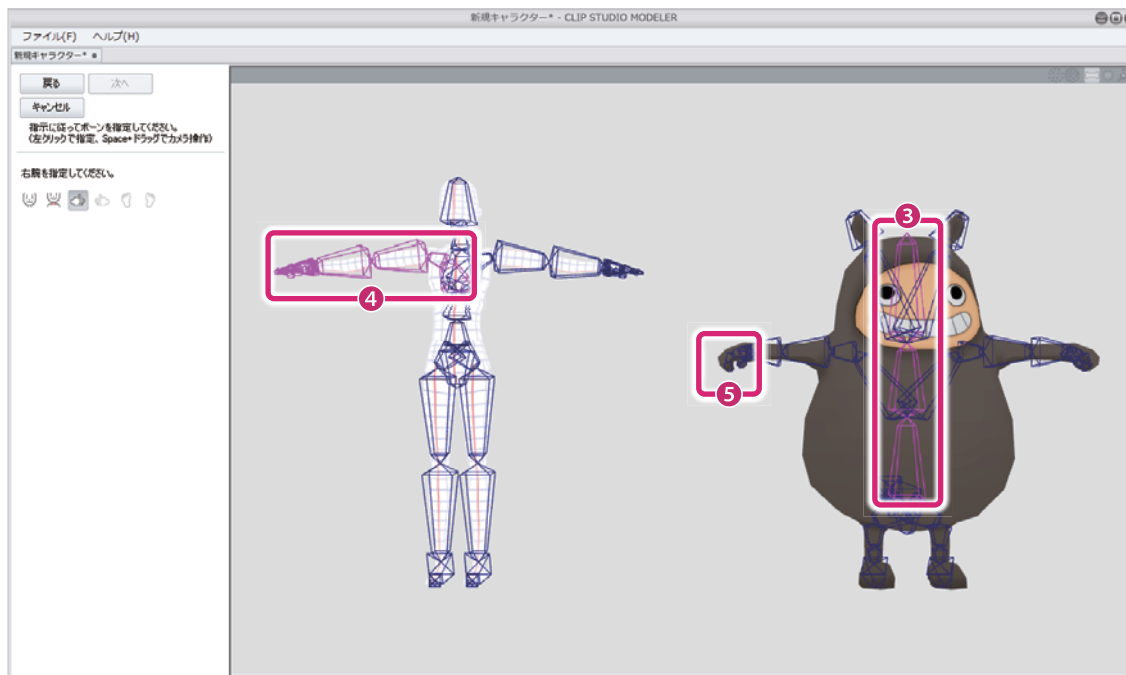 新規キャラクター* - CLIP STUDIO MODELER
ファイル(F) ヘルプ(H)
新規キャラクター*
戻る 次へ
キャンセル
指示に従ってボーンを指定してください。
(左クリックで指定、Space+ドラッグでカメラ操作)
右腕を指定してください。
3
4
5